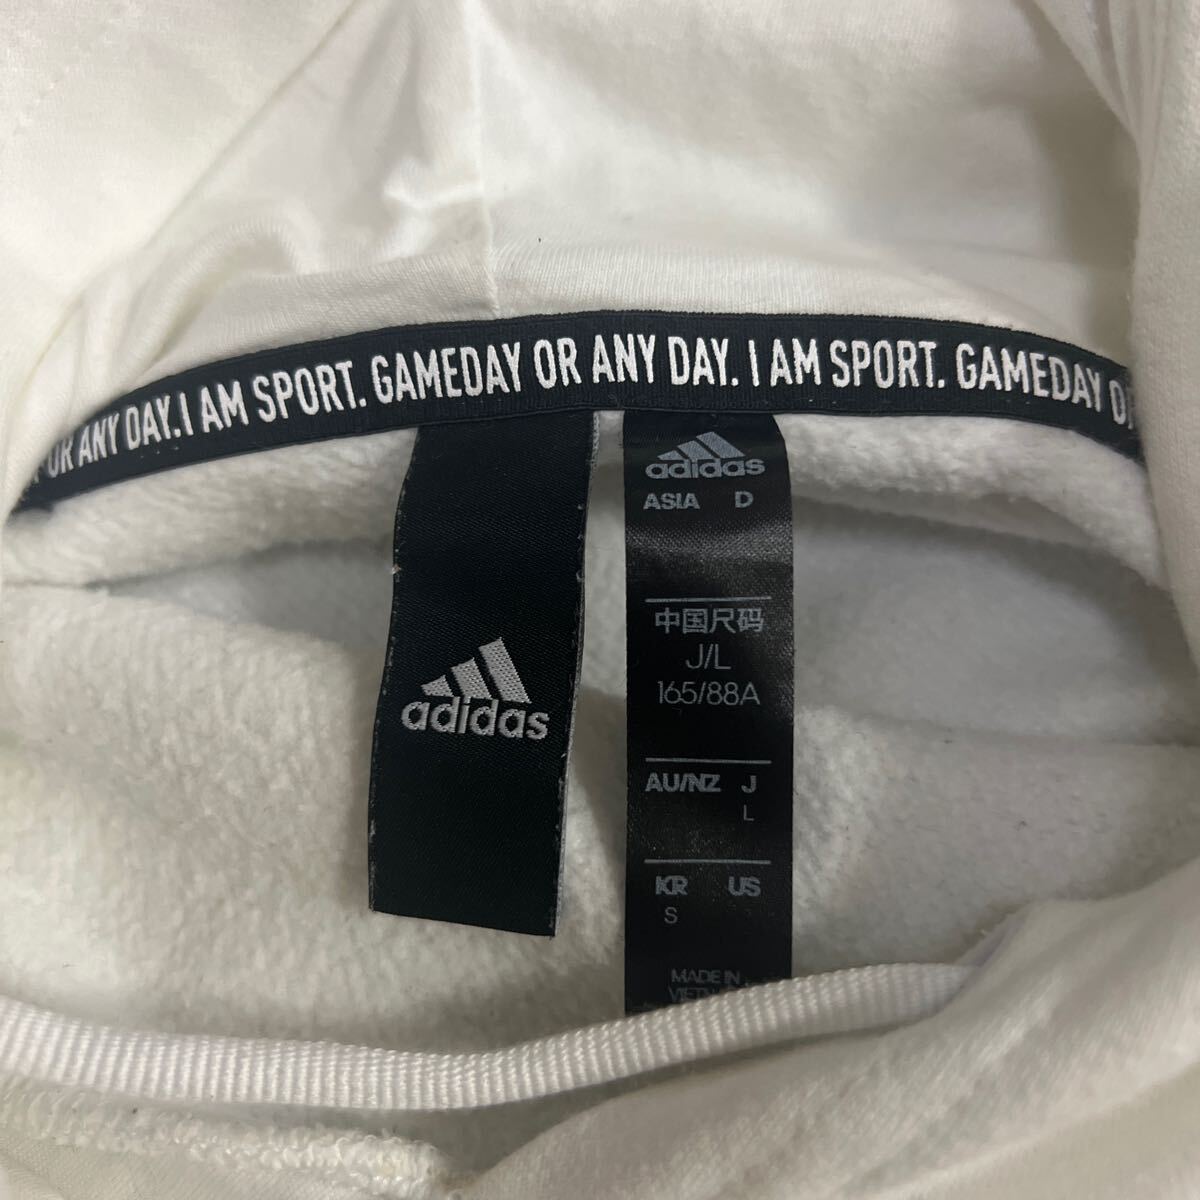 OR ANY DAY. I AM SPORT. GAMEDAY OR ANY DAY. I AM SPORT. GAMEDAY OR
adidas
adidas
ASIA D
中国尺码
J/L
165/88A
AU/NZ J
L
KR US
S
MADE IN